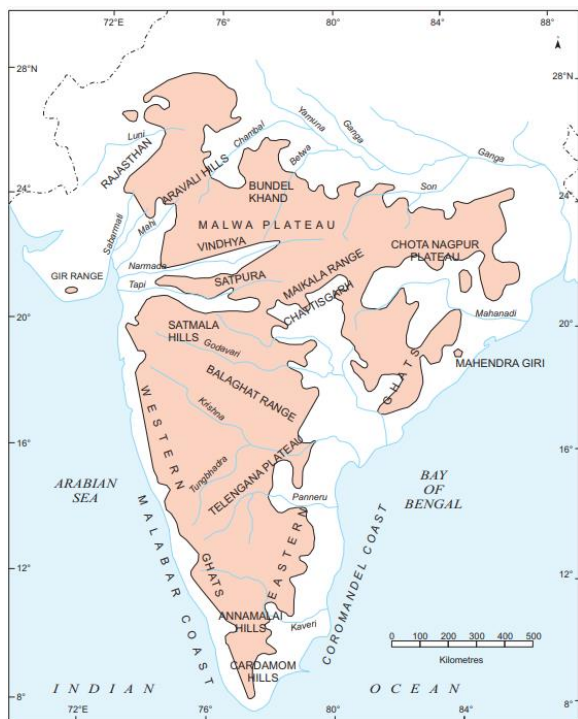 72°E
76°
80°
84°
88°E
28°N
28°N
Luni
RAJASTHAN
ARAVALI HILLS
Chambal
Yamuna
Ganga
Ganga
Betwa
BUNDEL
KHAND
Son
24°
24°
Sabarmati
Mahi
MALWA PLATEAU
VINDHYA
CHOTA NAGPUR
PLATEAU
Narmada
GIR RANGE
Tapi
SATPURA
MAIKALA RANGE
CHAPTISGARH
Mahanadi
20°
20°
SATMALA
HILLS
Godavari
MAHENDRA GIRI
GHATS
BALAGHAT RANGE
WESTERN
Krishna
16°
16°
ARABIAN
SEA
Tungbhadra
TELENGANA PLATEAU
BAY
OF
BENGAL
Panneru
MALABAR COAST
EASTERN
COROMANDEL COAST
12°
12°
GHATS
ANNAMALAI
HILLS
Kaveri
0 100 200 300 400 500
Kilometres
CARDAMOM
HILLS
8°
8°
INDIAN OCEAN
72°E
76°
80°
84°